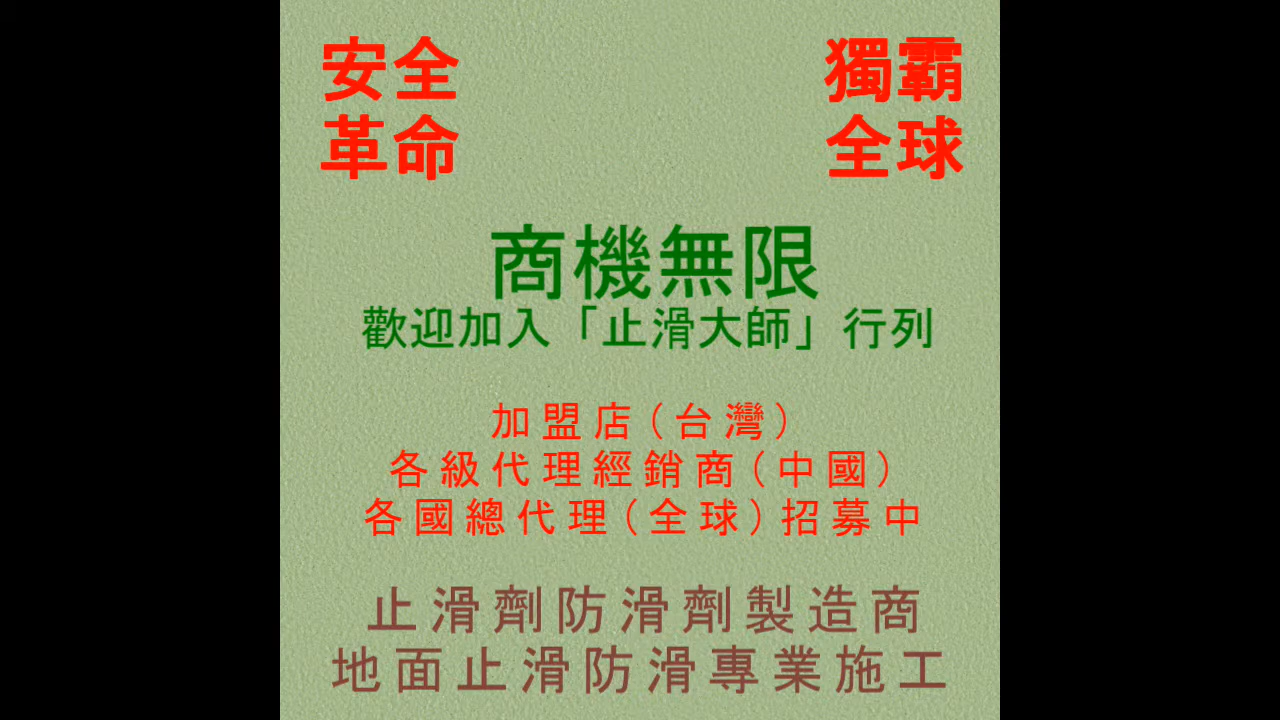 安全
革命
獨霸
全球
商機無限
歡迎加入「止滑大師」行列
加盟店(台灣)
各級代理經銷商(中國)
各國總代理(全球)招募中
止滑劑防滑劑製造商
地面止滑防滑專業施工